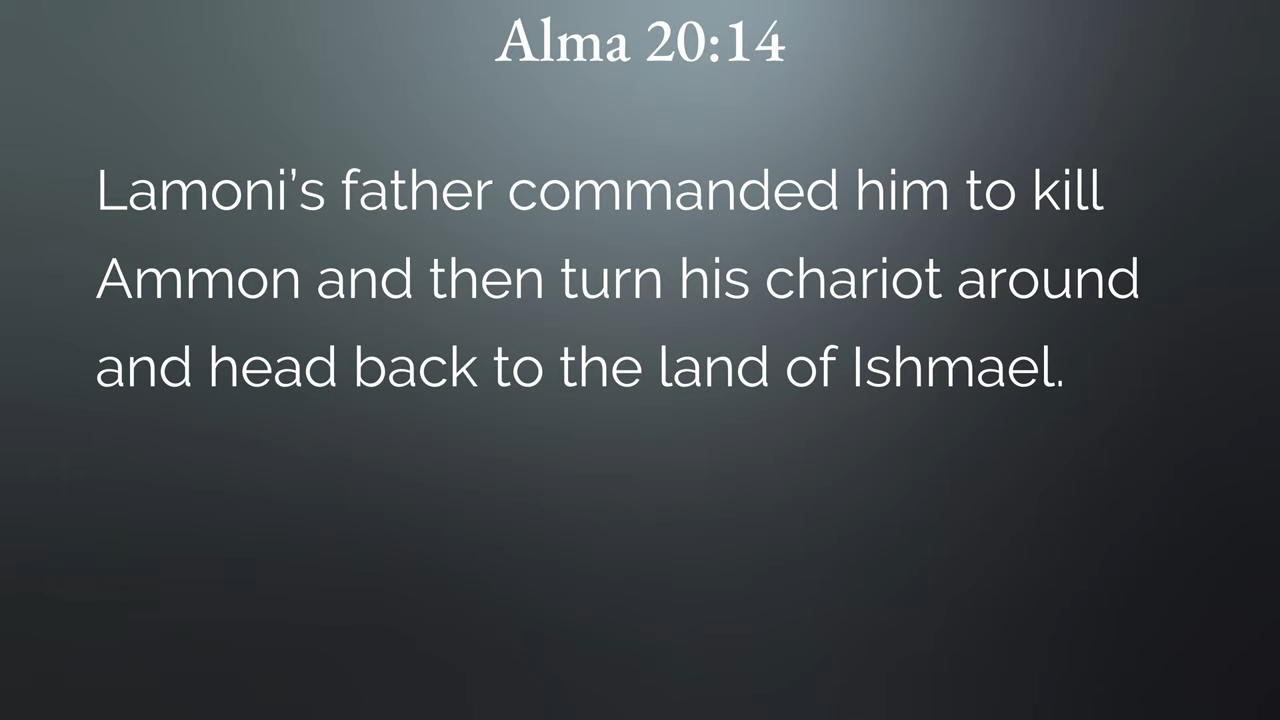 Alma 20:14
Lamoni’s father commanded him to kill
Ammon and then turn his chariot around
and head back to the land of Ishmael.